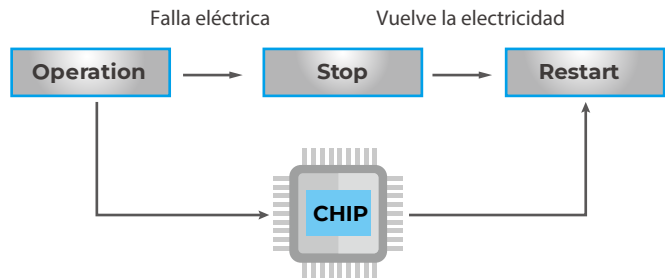 Falla eléctrica
Vuelve la electricidad
Operation
Stop
Restart
CHIP